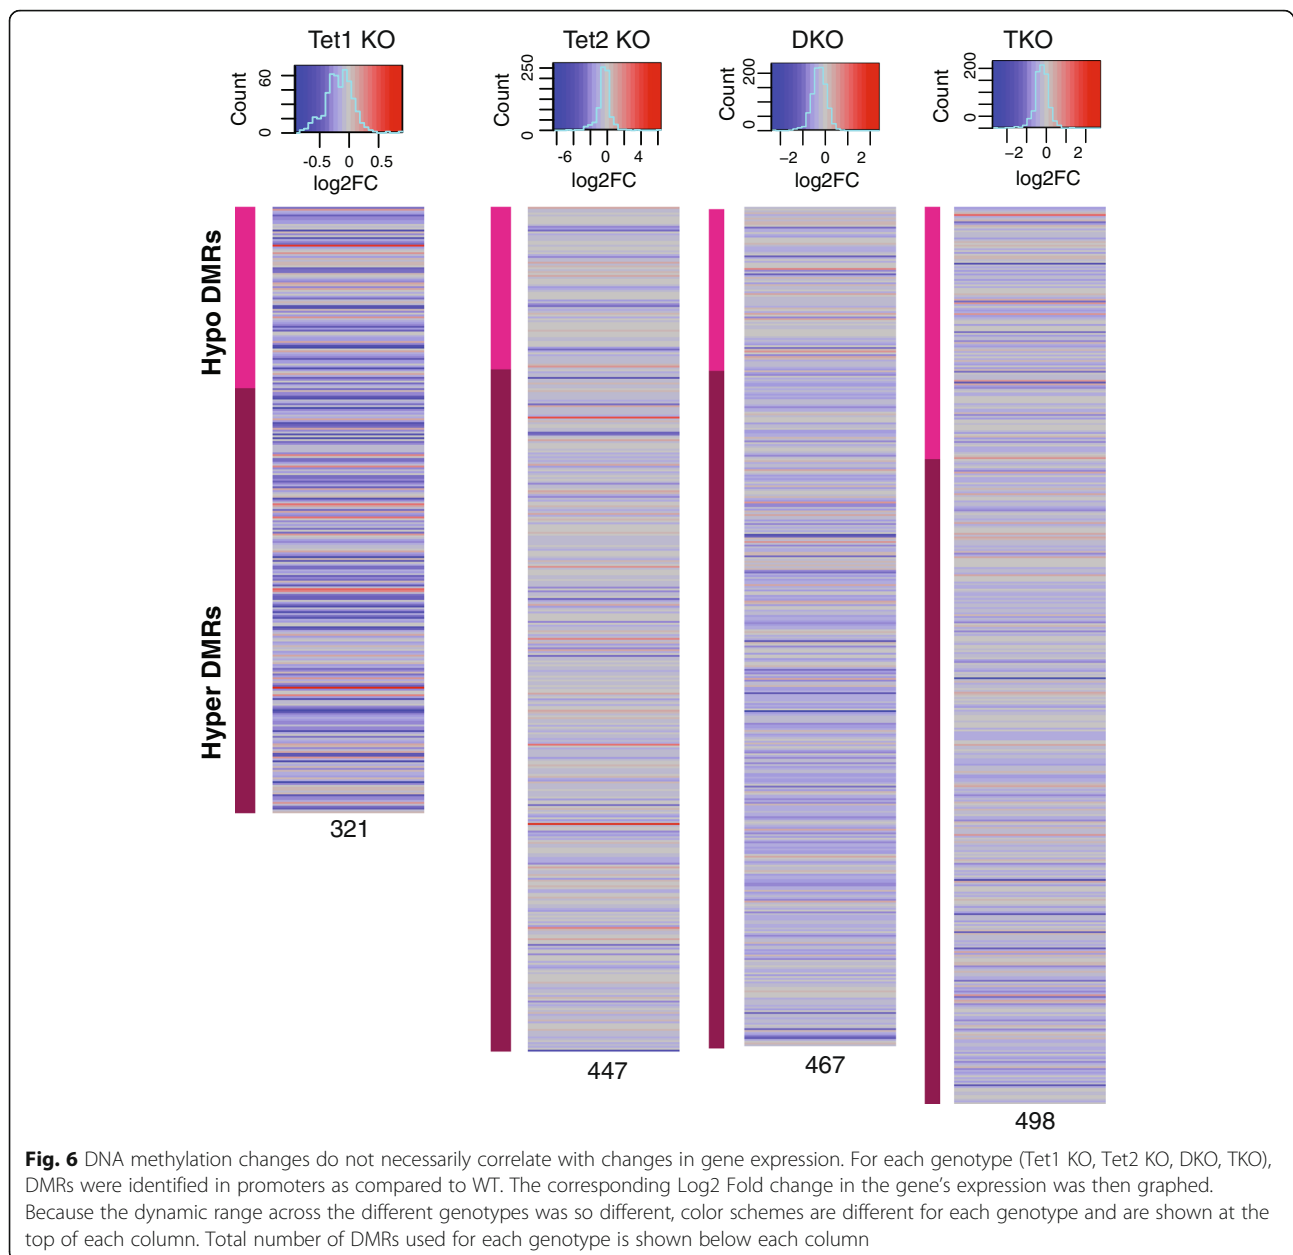 Tet1 KO
Tet2 KO
DKO
TKO
Count
60
0
-0.5 0 0.5
log2FC
Count
250
0
-6 0 4
log2FC
Count
200
0
−2 0 2
log2FC
Count
200
0
−2 0 2
log2FC
Hypo DMRs
Hyper DMRs
321
447
467
498
Fig. 6 DNA methylation changes do not necessarily correlate with changes in gene expression. For each genotype (Tet1 KO, Tet2 KO, DKO, TKO),
DMRs were identified in promoters as compared to WT. The corresponding Log2 Fold change in the gene's expression was then graphed.
Because the dynamic range across the different genotypes was so different, color schemes are different for each genotype and are shown at the
top of each column. Total number of DMRs used for each genotype is shown below each column